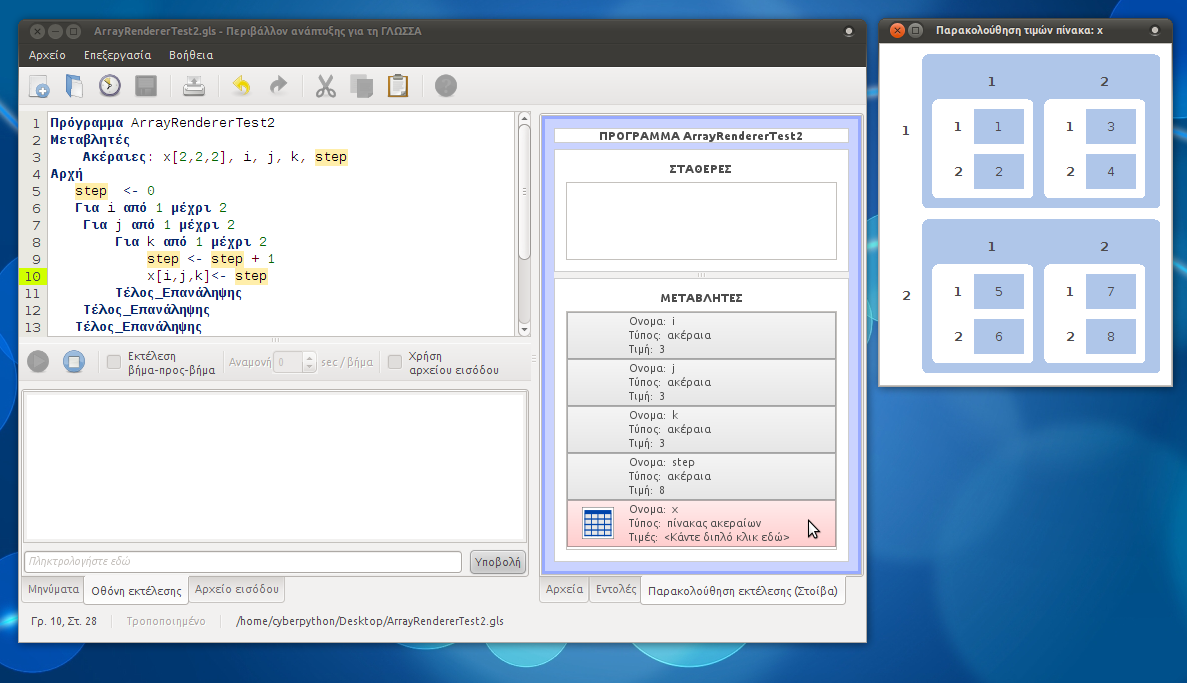 ArrayRendererTest2.gls - Περιβάλλον ανάπτυξης για τη ΓΛΩΣΣΑ
Αρχείο Επεξεργασία Βοήθεια
1 Πρόγραμμα ArrayRendererTest2
2 Μεταβλητές
3 Ακέραιες: x[2,2,2], i, j, k, step
4 Αρχή
5 step <- 0
6 Για i από 1 μέχρι 2
7 Για j από 1 μέχρι 2
8 Για k από 1 μέχρι 2
9 step <- step + 1
10 x[i,j,k]<- step
11 Τέλος_Επανάληψης
12 Τέλος_Επανάληψης
13 Τέλος_Επανάληψης
Εκτέλεση
βήμα-προς-βήμα
Αναμονή 0 sec / βήμα
Χρήση
αρχείου εισόδου
Πληκτρολογήστε εδώ
Υποβολή
Μηνύματα Οθόνη εκτέλεσης Αρχείο εισόδου
ΠΡΟΓΡΑΜΜΑ ArrayRendererTest2
ΣΤΑΘΕΡΕΣ
ΜΕΤΑΒΛΗΤΕΣ
Ονομα: i
Τύπος: ακέραια
Τιμή: 3
Ονομα: j
Τύπος: ακέραια
Τιμή: 3
Ονομα: k
Τύπος: ακέραια
Τιμή: 3
Ονομα: step
Τύπος: ακέραια
Τιμή: 8
Ονομα: x
Τύπος: πίνακας ακεραίων
Τιμές: <Κάντε διπλό κλικ εδώ>
Αρχεία Εντολές Παρακολούθηση εκτέλεσης (Στοίβα)
Γρ. 10, Στ. 28 Τροποποιημένο /home/cyberpython/Desktop/ArrayRendererTest2.gls
Παρακολούθηση τιμών πίνακα: x
1 2
1
1 1 1 3
2 2 2 4
1 2
2
1 5 1 7
2 6 2 8